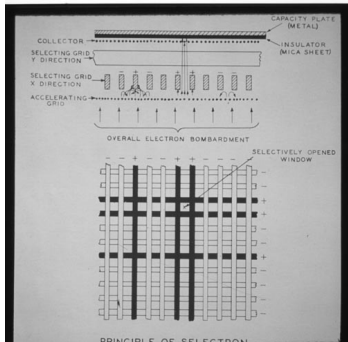 CAPACITY PLATE
(METAL)
COLLECTOR
INSULATOR
(MICA SHEET)
SELECTING GRID
Y DIRECTION
SELECTING GRID
X DIRECTION
ACCELERATING
GRID
OVERALL ELECTRON BOMBARDMENT
SELECTIVELY OPENED
WINDOW
PRINCIPLE OF SELECTRON